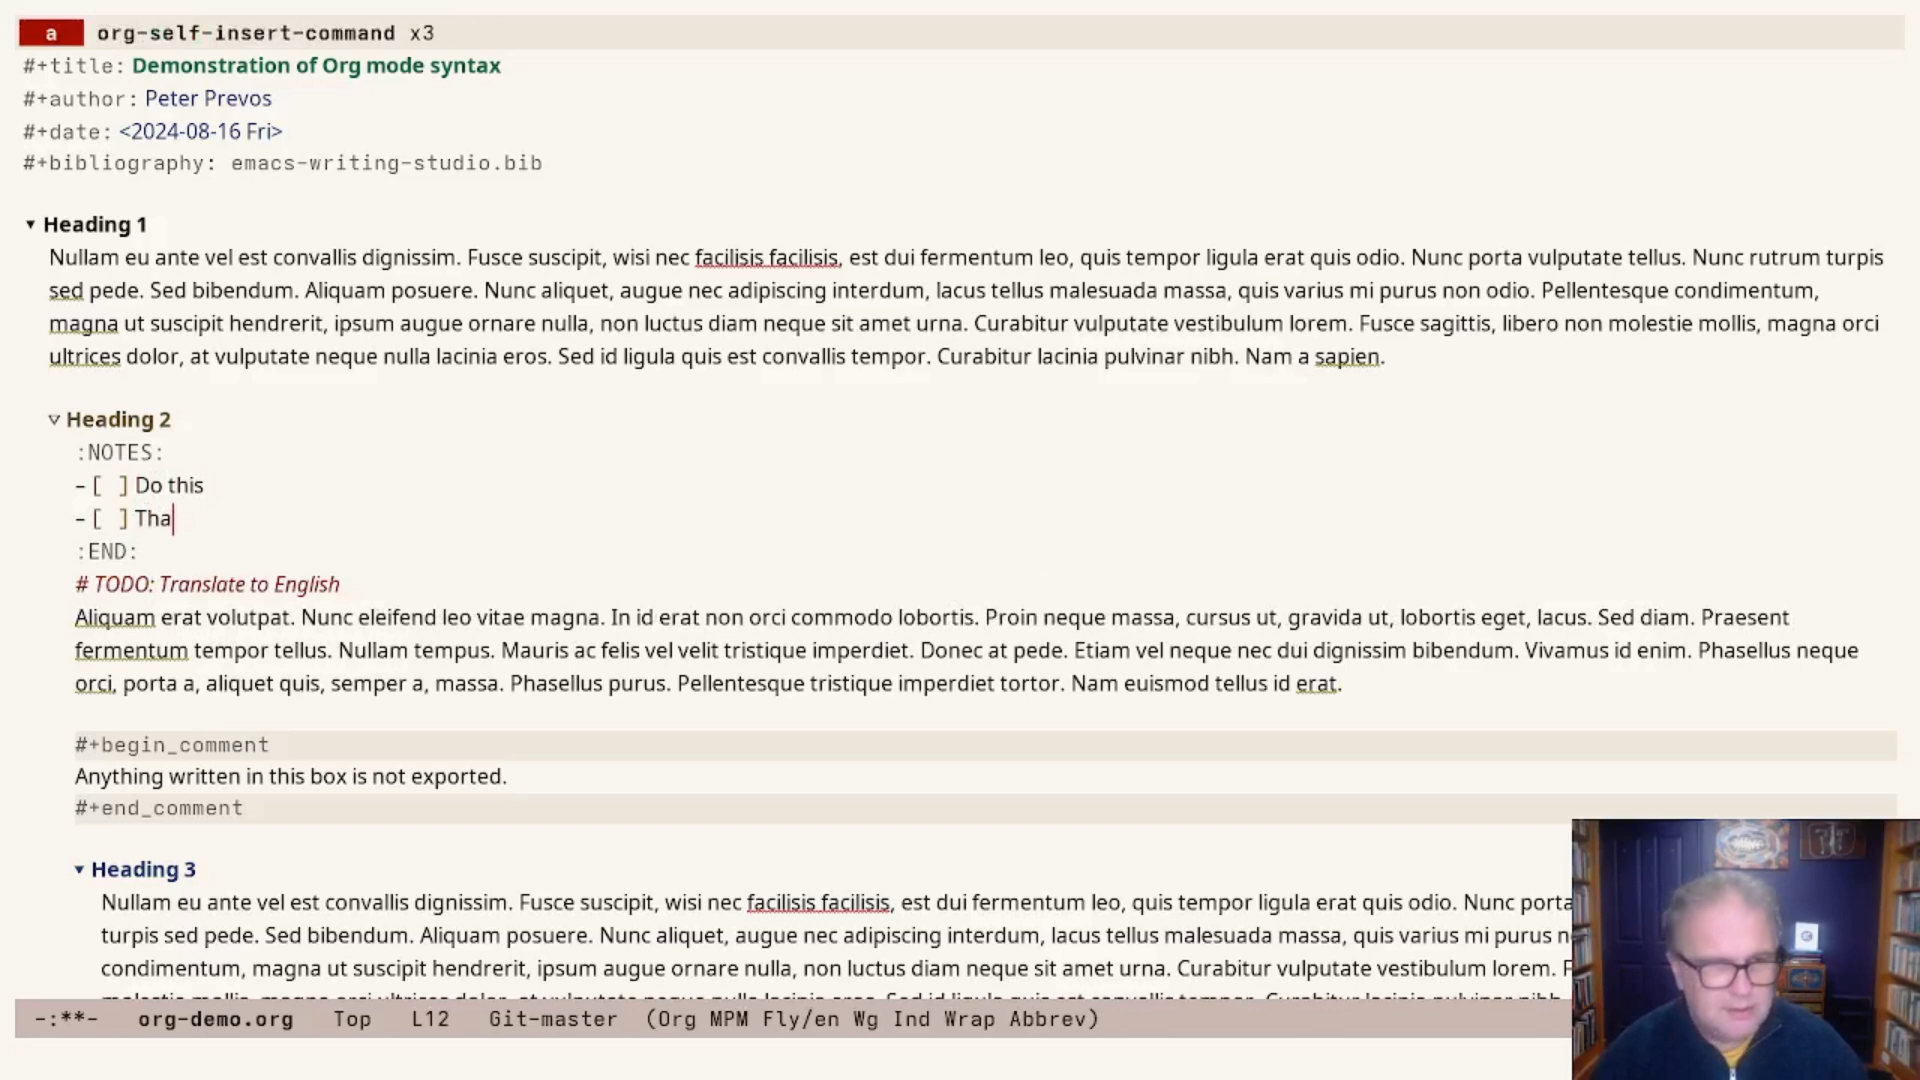 a org-self-insert-command x3
#+title: Demonstration of Org mode syntax
#+author: Peter Prevos
#+date: <2024-08-16 Fri>
#+bibliography: emacs-writing-studio.bib
▾ Heading 1
Nullam eu ante vel est convallis dignissim. Fusce suscipit, wisi nec facilisis facilisis, est dui fermentum leo, quis tempor ligula erat quis odio. Nunc porta vulputate tellus. Nunc rutrum turpis
sed pede. Sed bibendum. Aliquam posuere. Nunc aliquet, augue nec adipiscing interdum, lacus tellus malesuada massa, quis varius mi purus non odio. Pellentesque condimentum,
magna ut suscipit hendrerit, ipsum augue ornare nulla, non luctus diam neque sit amet urna. Curabitur vulputate vestibulum lorem. Fusce sagittis, libero non molestie mollis, magna orci
ultrices dolor, at vulputate neque nulla lacinia eros. Sed id ligula quis est convallis tempor. Curabitur lacinia pulvinar nibh. Nam a sapien.
▿ Heading 2
:NOTES:
- [ ] Do this
- [ ] Tha
:END:
# TODO: Translate to English
Aliquam erat volutpat. Nunc eleifend leo vitae magna. In id erat non orci commodo lobortis. Proin neque massa, cursus ut, gravida ut, lobortis eget, lacus. Sed diam. Praesent
fermentum tempor tellus. Nullam tempus. Mauris ac felis vel velit tristique imperdiet. Donec at pede. Etiam vel neque nec dui dignissim bibendum. Vivamus id enim. Phasellus neque
orci, porta a, aliquet quis, semper a, massa. Phasellus purus. Pellentesque tristique imperdiet tortor. Nam euismod tellus id erat.
#+begin_comment
Anything written in this box is not exported.
#+end_comment
▾ Heading 3
Nullam eu ante vel est convallis dignissim. Fusce suscipit, wisi nec facilisis facilisis, est dui fermentum leo, quis tempor ligula erat quis odio. Nunc porta
turpis sed pede. Sed bibendum. Aliquam posuere. Nunc aliquet, augue nec adipiscing interdum, lacus tellus malesuada massa, quis varius mi purus
condimentum, magna ut suscipit hendrerit, ipsum augue ornare nulla, non luctus diam neque sit amet urna. Curabitur vulputate vestibulum lorem.
-:**- org-demo.org Top L12 Git-master (Org MPM Fly/en Wg Ind Wrap Abbrev)